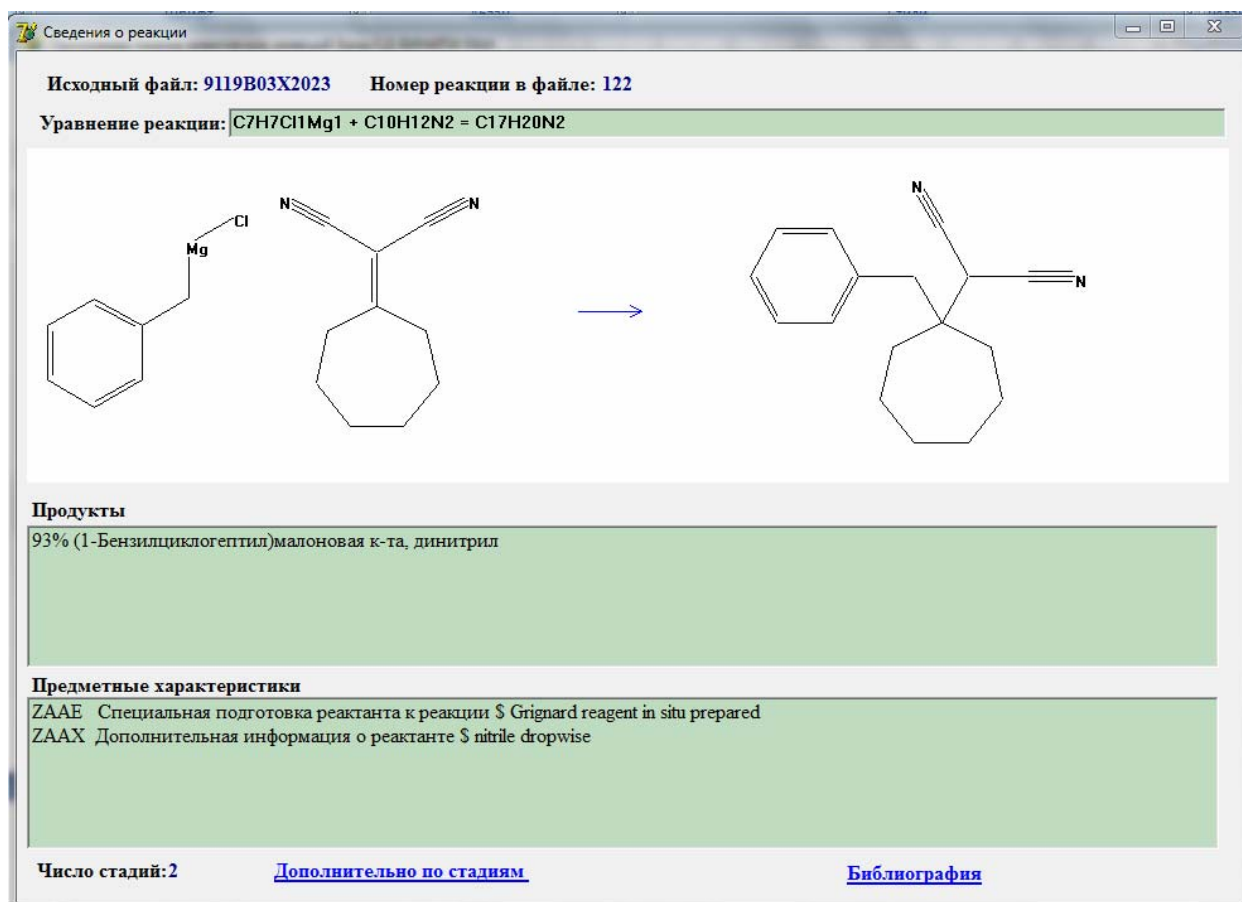 Сведения о реакции
Исходный файл: 9119B03X2023 Номер реакции в файле: 122
Уравнение реакции: C7H7Cl1Mg1 + C10H12N2 = C17H20N2
N
N N
Cl
Mg
N
Продукты
93% (1-Бензилциклогептил)малоновая к-та, динитрил
Предметные характеристики
ZAAE Специальная подготовка реактанта к реакции $ Grignard reagent in situ prepared
ZAAX Дополнительная информация о реактанте $ nitrile dropwise
Число стадий:2 Дополнительно по стадиям Библиография